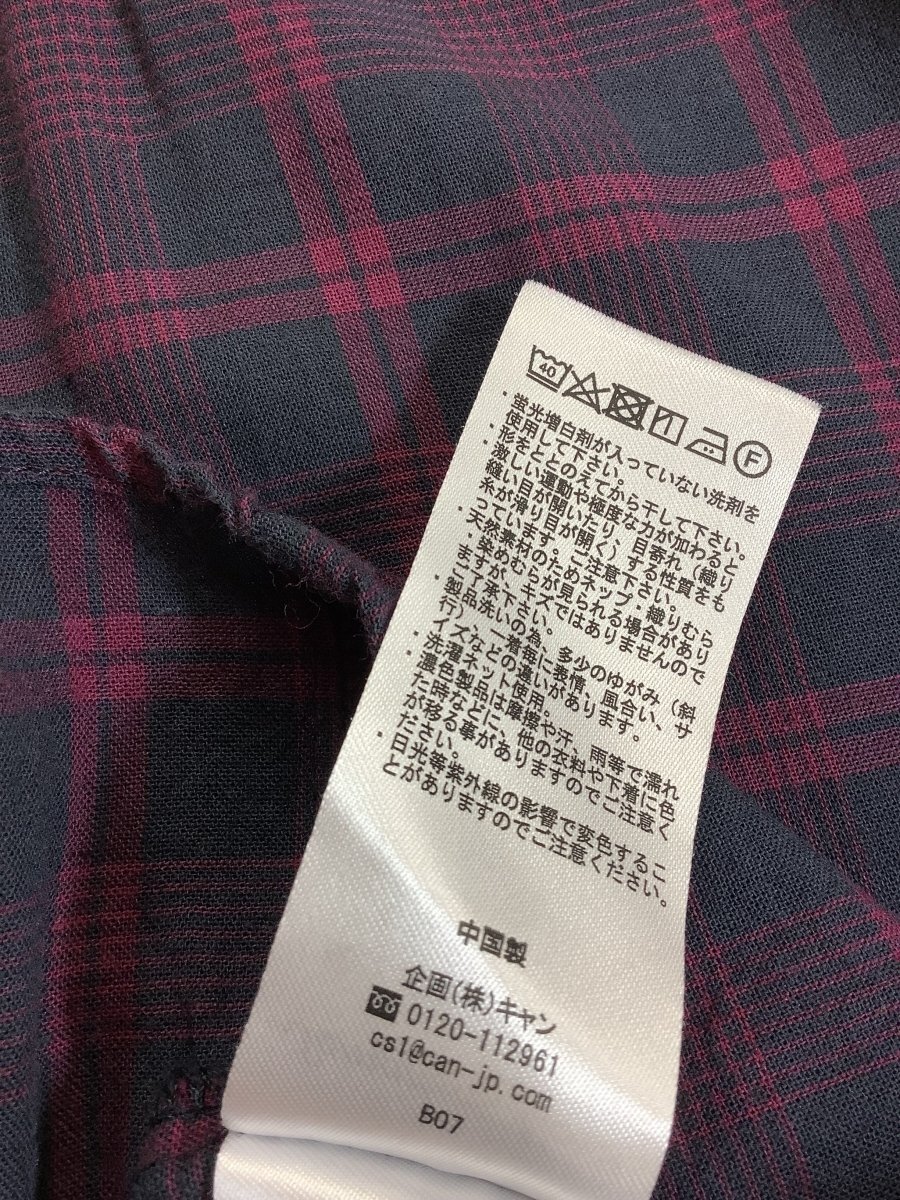 40 F
・蛍光増白剤が入っていない洗剤を
使用して下さい。
・形をととのえてから干して下さい。
激しい運動や極度な力が加わると
縫い目が開いたり、目寄れ(織り
糸が滑り目が開く)する性質をも
っています。ご注意下さい。
・天然素材のためネップ・織りむら
・染めむらが見られる場合があり
ますが、キズではありませんので
ご了承下さい。
・製品洗いの為、多少のゆがみ(斜
行)、一着毎に表情、風合い、サ
イズなどの違いがあります。
・洗濯ネット使用。
・濃色製品は摩擦や汗、雨等で濡れ
た時などに、他の衣料や下着に色
が移る事がありますのでご注意く
ださい。
・日光等紫外線の影響で変色するこ
とがありますのでご注意ください。
中国製
企画(株)キャン
0120-112961
cs1@can-jp.com
B07